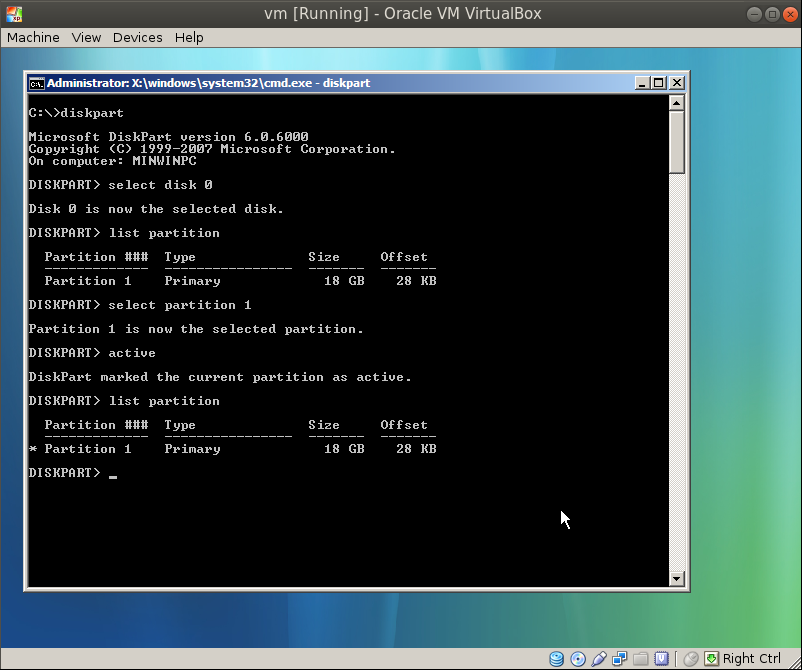 vm [Running] - Oracle VM VirtualBox
Machine View Devices Help
Administrator: X:\windows\system32\cmd.exe - diskpart
C:\>diskpart
Microsoft DiskPart version 6.0.6000
Copyright (C) 1999-2007 Microsoft Corporation.
On computer: MINWINPC
DISKPART> select disk 0
Disk 0 is now the selected disk.
DISKPART> list partition
Partition ### Type Size Offset
------------- ---------------- ------- -------
Partition 1 Primary 18 GB 28 KB
DISKPART> select partition 1
Partition 1 is now the selected partition.
DISKPART> active
DiskPart marked the current partition as active.
DISKPART> list partition
Partition ### Type Size Offset
------------- ---------------- ------- -------
* Partition 1 Primary 18 GB 28 KB
DISKPART> _
Right Ctrl